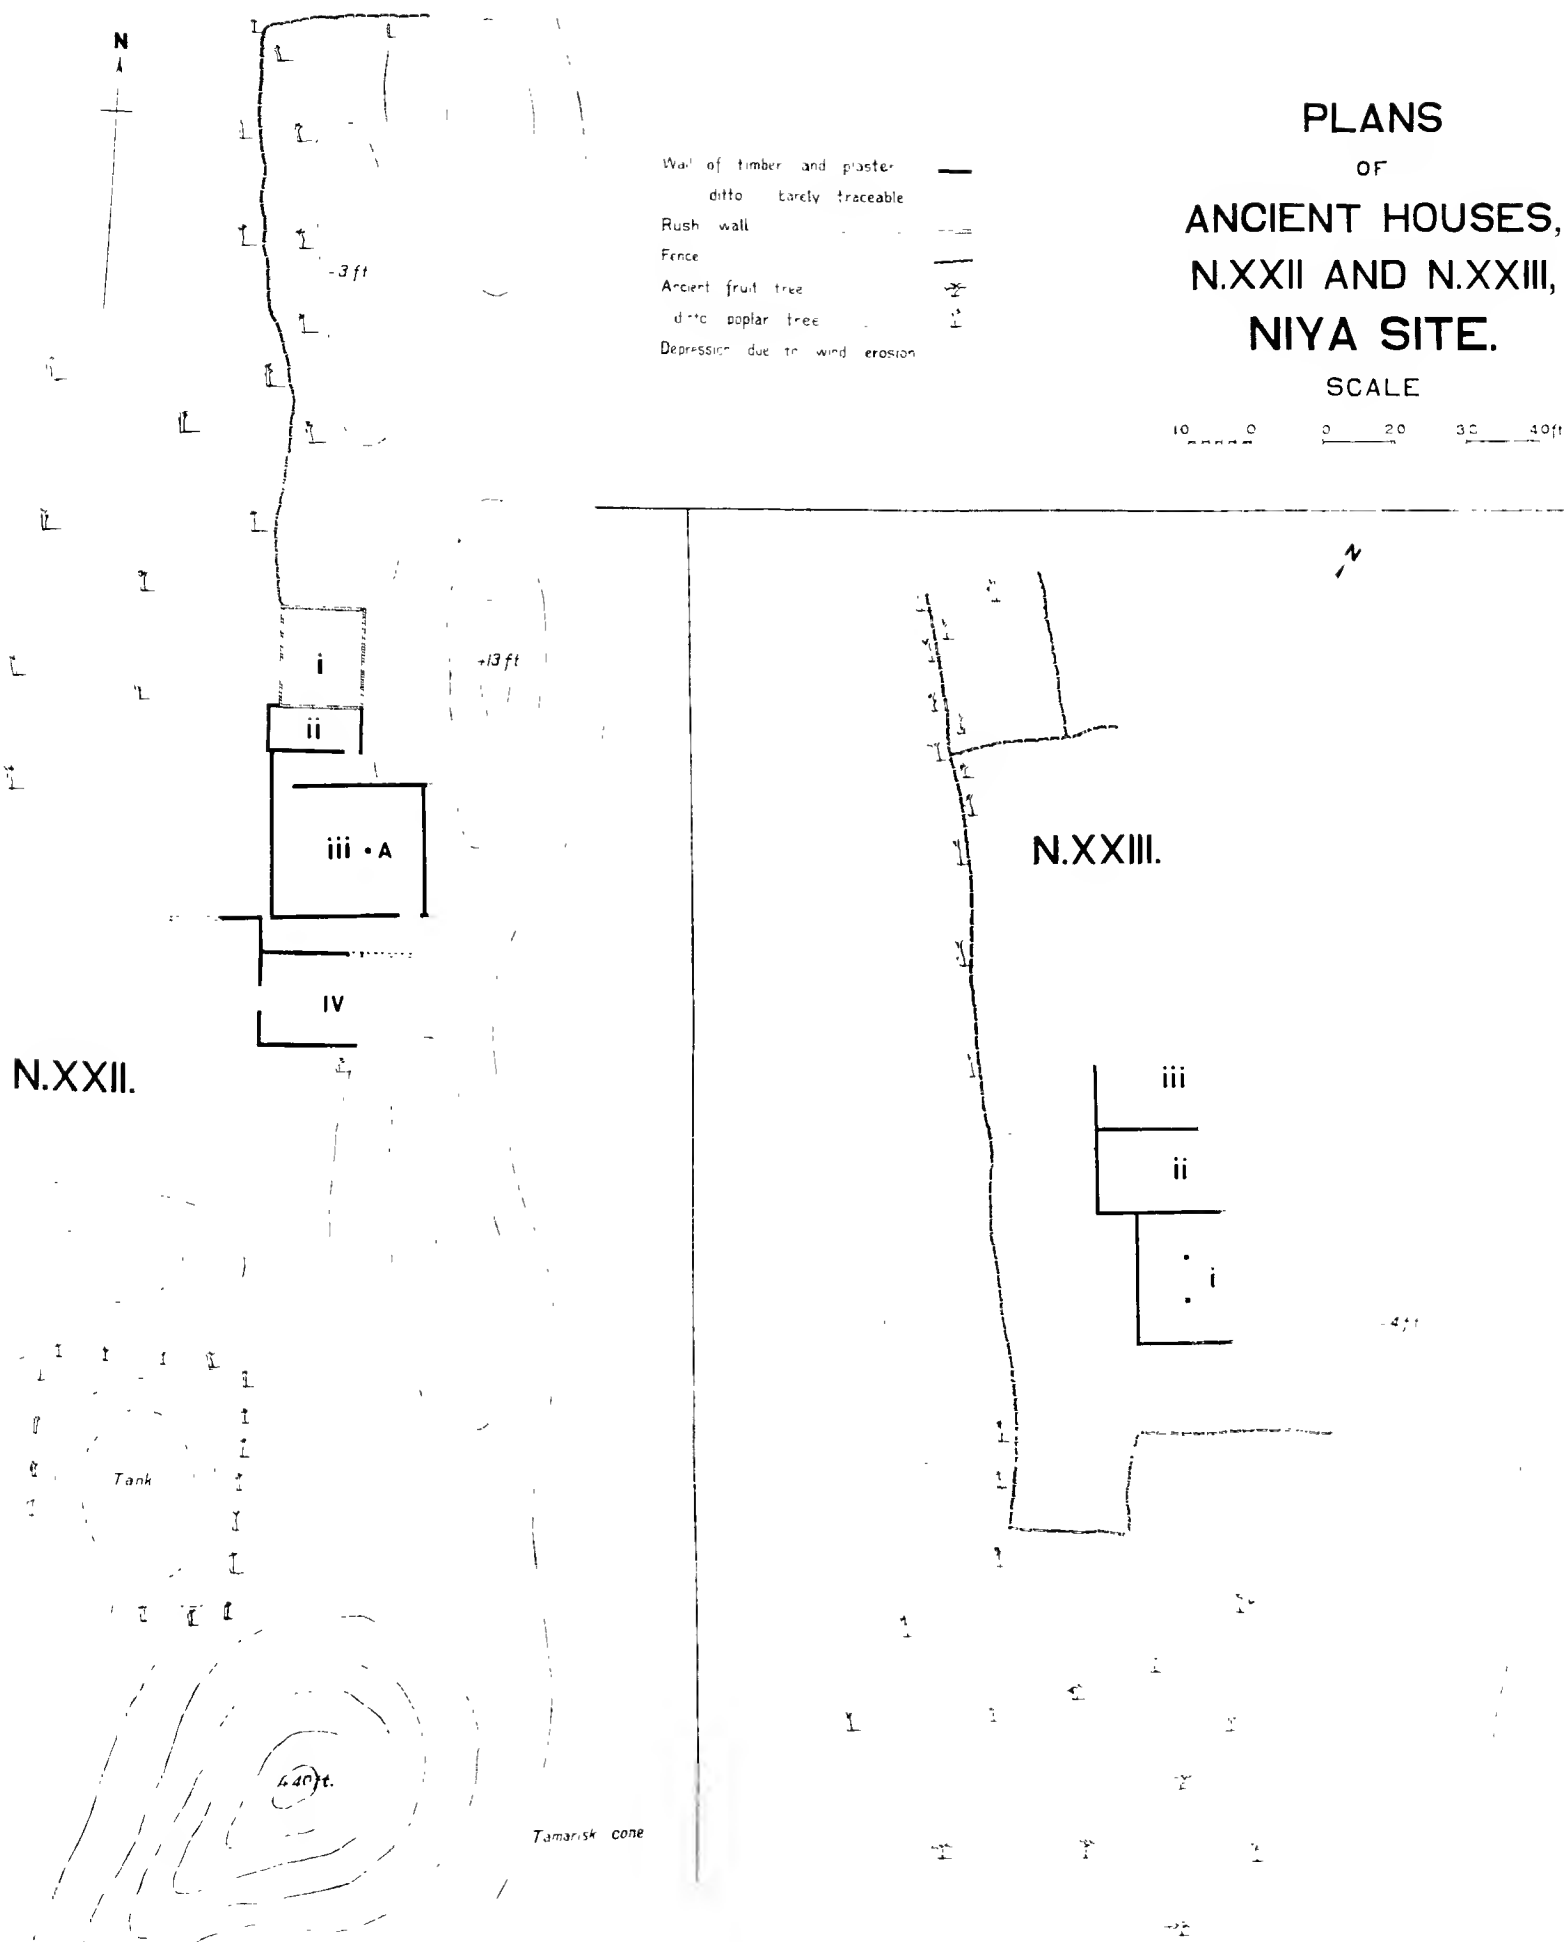 PLANS
OF
ANCIENT HOUSES,
N.XXII AND N.XXIII,
NIYA SITE.
SCALE
10 0 20 30 40ft
Wall of timber and plaster
ditto barely traceable
Rush wall
Fence
Ancient fruit tree
ditto poplar tree
Depression due to wind erosion
N
-3 ft
i
+13 ft
ii
iii • A
IV
N.XXII.
Tank
Tamarisk cone
N
N.XXIII.
iii
ii
i
-4ft